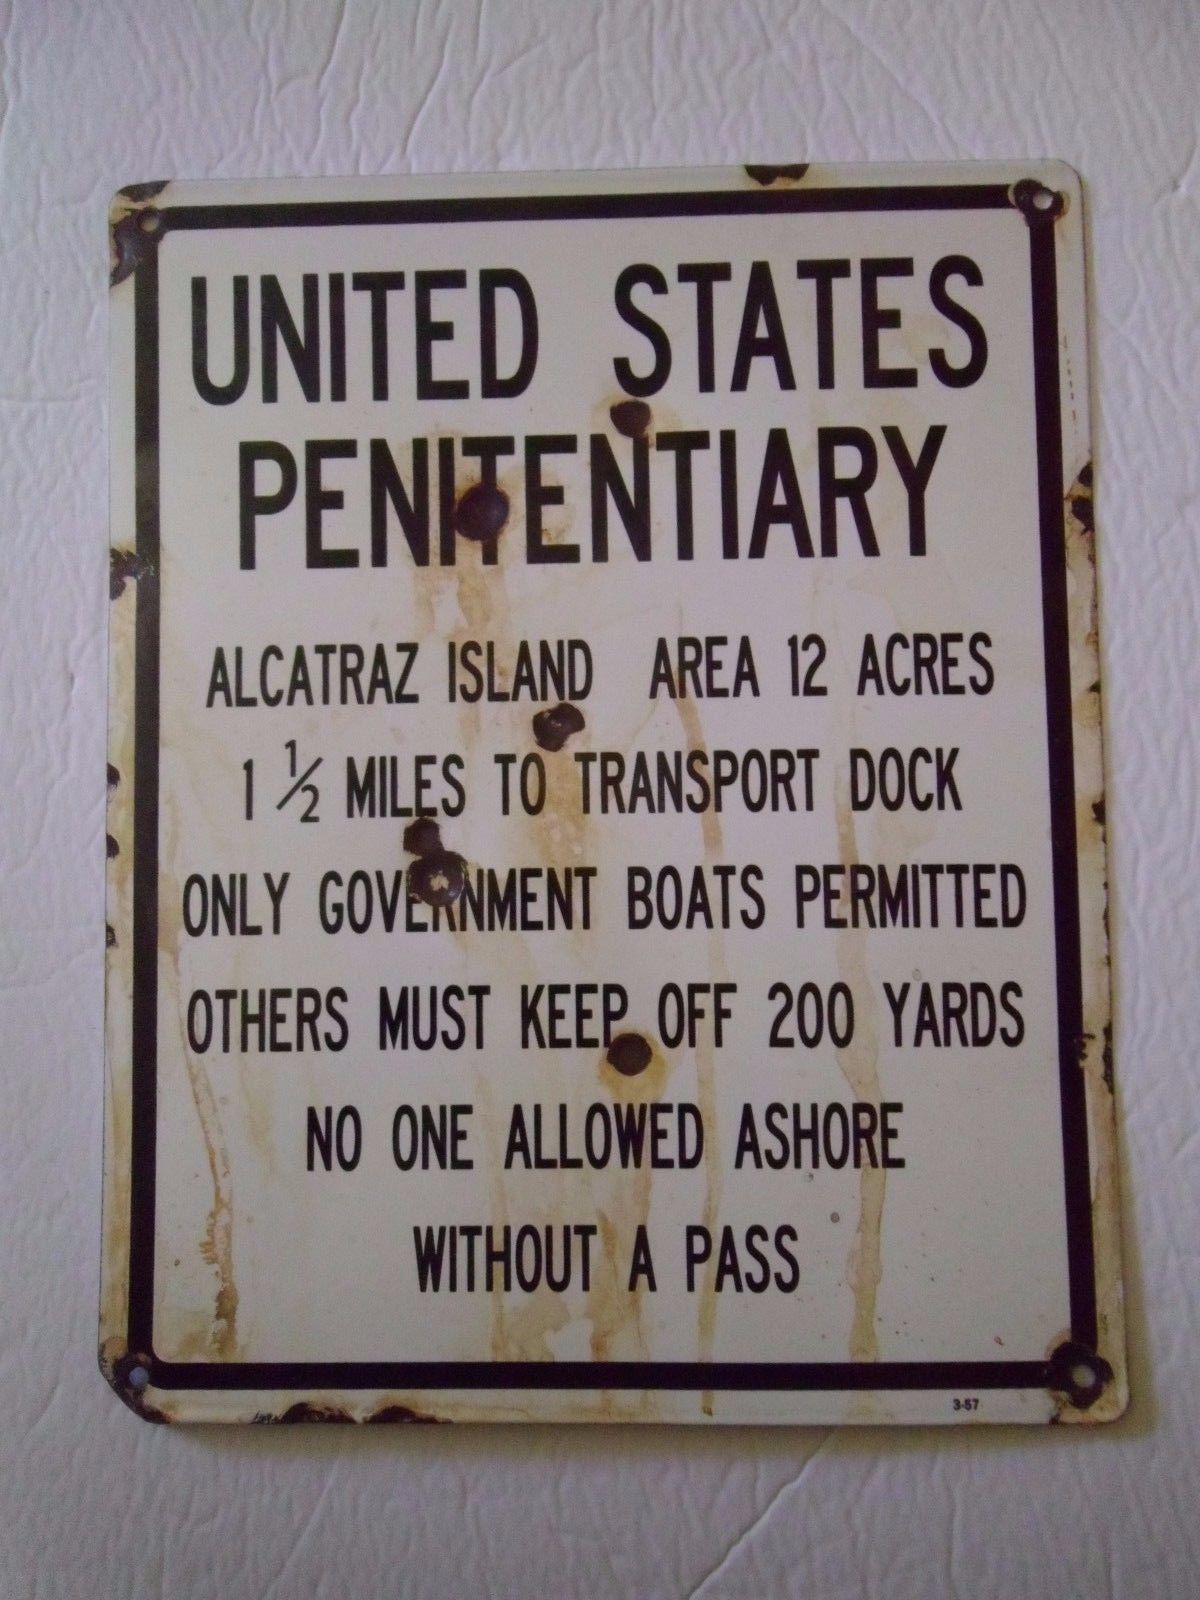 UNITED STATES
PENITENTIARY
ALCATRAZ ISLAND AREA 12 ACRES
1 ½ MILES TO TRANSPORT DOCK
ONLY GOVERNMENT BOATS PERMITTED
OTHERS MUST KEEP OFF 200 YARDS
NO ONE ALLOWED ASHORE
WITHOUT A PASS
3-57